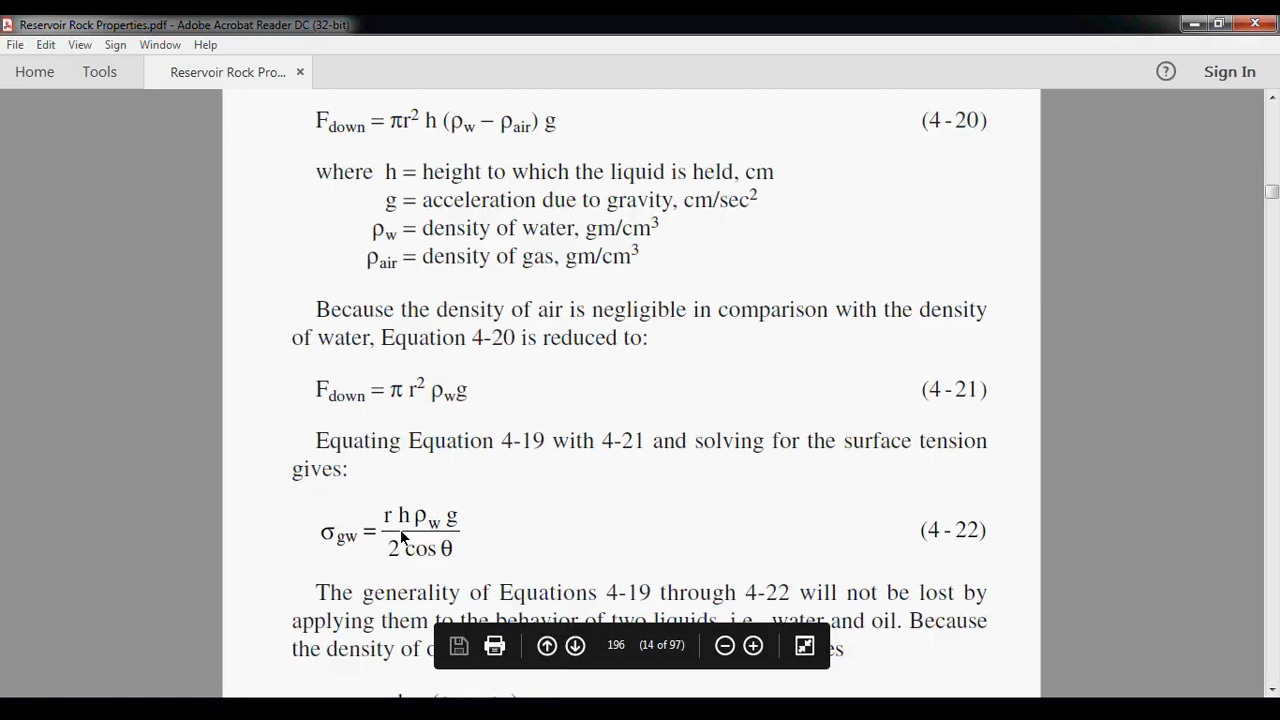 Reservoir Rock Properties.pdf - Adobe Acrobat Reader DC (32-bit)
File Edit View Sign Window Help
Home Tools Reservoir Rock Pro... × ? Sign In
F_down = πr² h (ρ_w − ρ_air) g (4-20)
where h = height to which the liquid is held, cm
g = acceleration due to gravity, cm/sec²
ρ_w = density of water, gm/cm³
ρ_air = density of gas, gm/cm³
Because the density of air is negligible in comparison with the density
of water, Equation 4-20 is reduced to:
F_down = π r² ρ_w g (4-21)
Equating Equation 4-19 with 4-21 and solving for the surface tension
gives:
σ_gw = r h ρ_w g / 2 cos θ (4-22)
The generality of Equations 4-19 through 4-22 will not be lost by
applying them to the behavior of two liquids, i.e., water and oil. Because
the density of
196 (14 of 97)